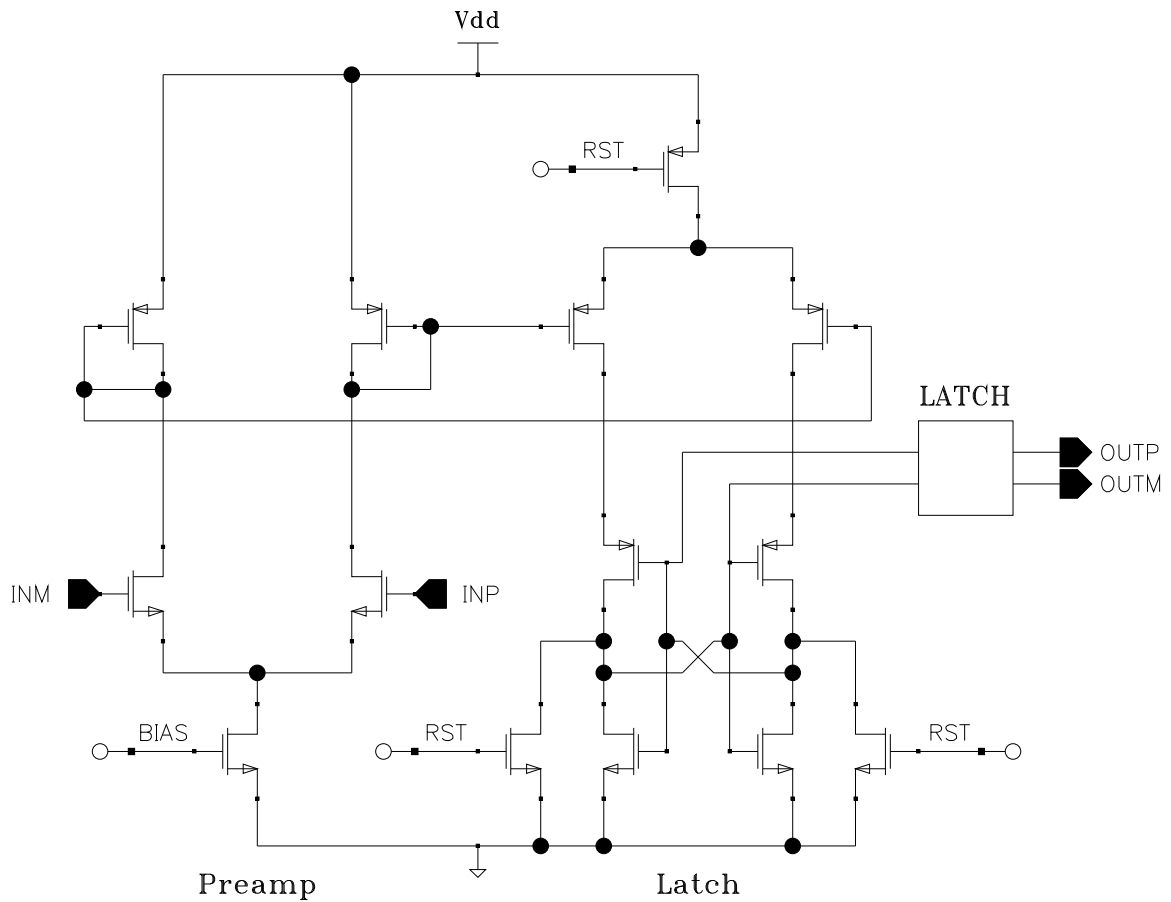 Vdd
RST
LATCH
OUTP
OUTM
INM
INP
BIAS
RST
RST
Preamp
Latch